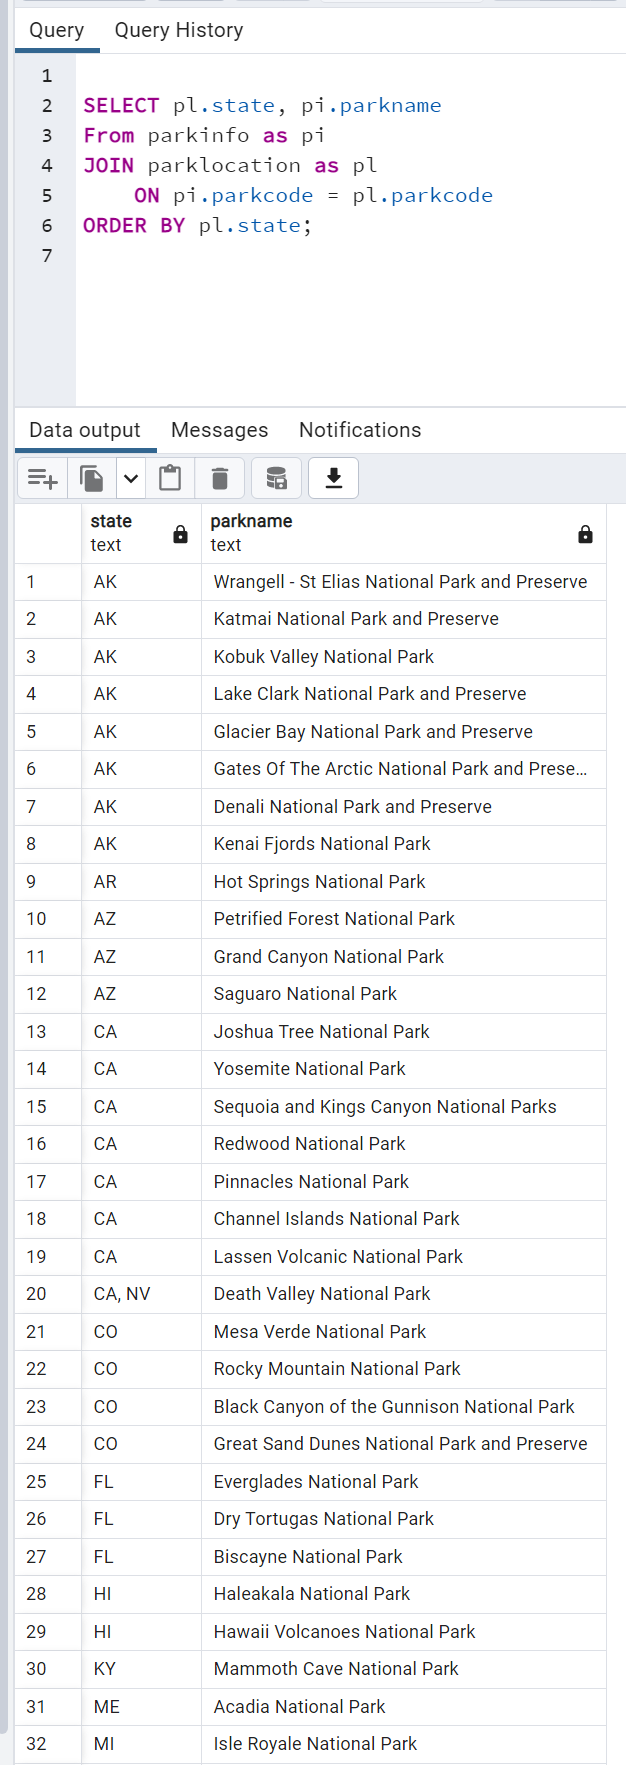 Query Query History
1
2 SELECT pl.state, pi.parkname
3 From parkinfo as pi
4 JOIN parklocation as pl
5 ON pi.parkcode = pl.parkcode
6 ORDER BY pl.state;
7
Data output Messages Notifications
state parkname
text text
1 AK Wrangell - St Elias National Park and Preserve
2 AK Katmai National Park and Preserve
3 AK Kobuk Valley National Park
4 AK Lake Clark National Park and Preserve
5 AK Glacier Bay National Park and Preserve
6 AK Gates Of The Arctic National Park and Prese...
7 AK Denali National Park and Preserve
8 AK Kenai Fjords National Park
9 AR Hot Springs National Park
10 AZ Petrified Forest National Park
11 AZ Grand Canyon National Park
12 AZ Saguaro National Park
13 CA Joshua Tree National Park
14 CA Yosemite National Park
15 CA Sequoia and Kings Canyon National Parks
16 CA Redwood National Park
17 CA Pinnacles National Park
18 CA Channel Islands National Park
19 CA Lassen Volcanic National Park
20 CA, NV Death Valley National Park
21 CO Mesa Verde National Park
22 CO Rocky Mountain National Park
23 CO Black Canyon of the Gunnison National Park
24 CO Great Sand Dunes National Park and Preserve
25 FL Everglades National Park
26 FL Dry Tortugas National Park
27 FL Biscayne National Park
28 HI Haleakala National Park
29 HI Hawaii Volcanoes National Park
30 KY Mammoth Cave National Park
31 ME Acadia National Park
32 MI Isle Royale National Park